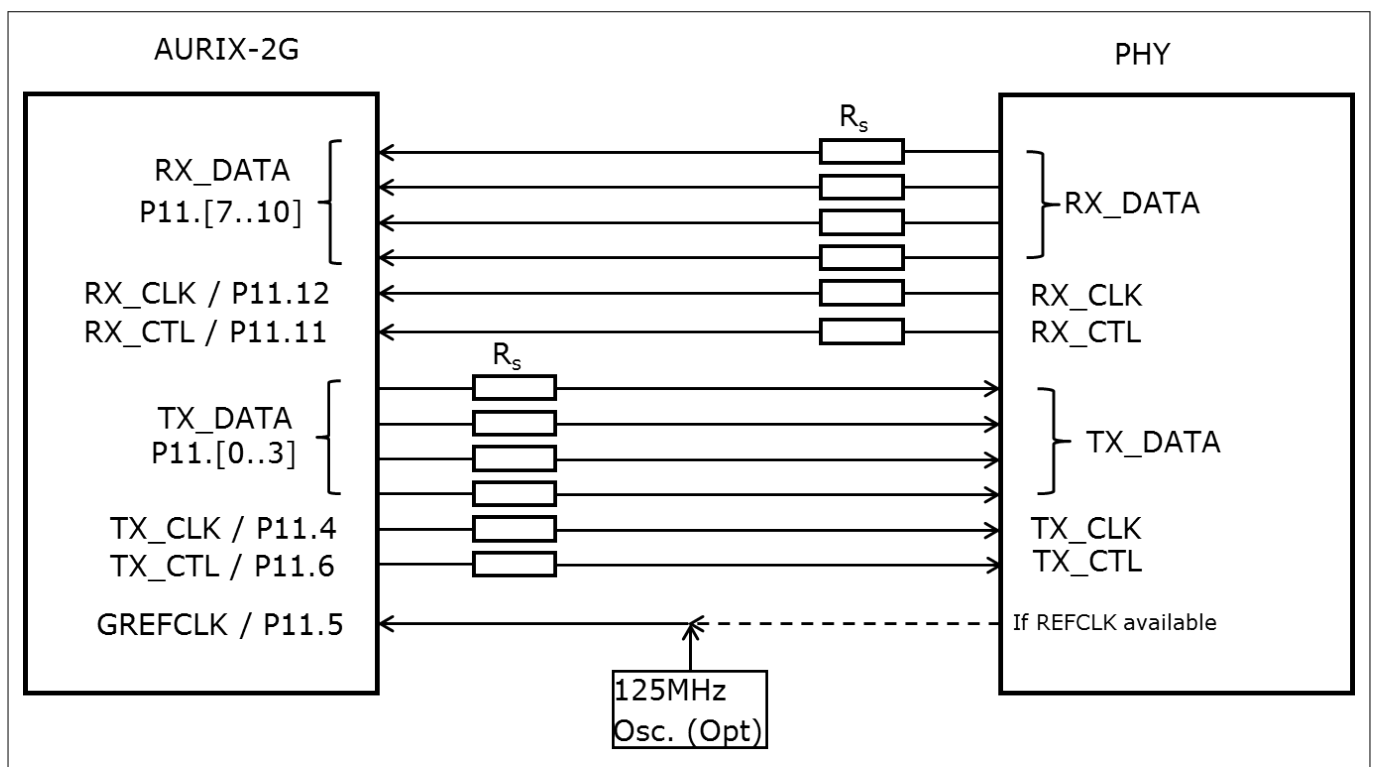 AURIX-2G
PHY
Rs
RX_DATA
P11.[7..10]
RX_DATA
RX_CLK / P11.12
RX_CLK
RX_CTL / P11.11
RX_CTL
Rs
TX_DATA
P11.[0..3]
TX_DATA
TX_CLK / P11.4
TX_CLK
TX_CTL / P11.6
TX_CTL
GREFCLK / P11.5
If REFCLK available
125MHz
Osc. (Opt)